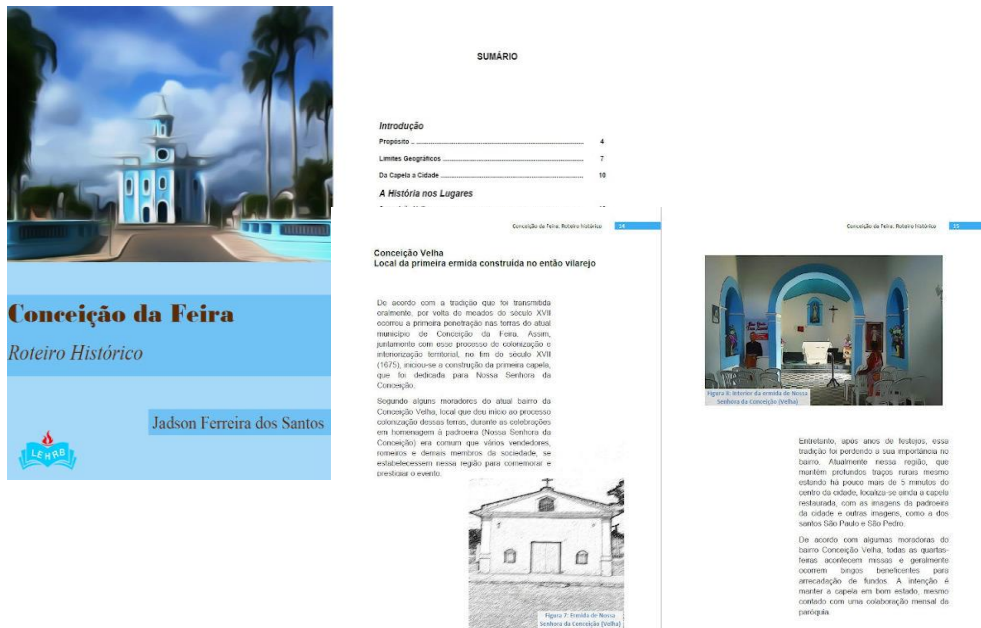 Conceição da Feira
Roteiro Histórico
Jadson Ferreira dos Santos
LEHRB
SUMÁRIO
Introdução
Propósito .. 4
Limites Geográficos 7
Da Capela a Cidade 10
A História nos Lugares
Conceição da Feira: Roteiro Histórico 14
Conceição Velha
Local da primeira ermida construída no então vilarejo
De acordo com a tradição que foi transmitida
oralmente, por volta de meados do século XVII
ocorreu a primeira penetração nas terras do atual
município de Conceição da Feira. Assim,
juntamente com esse processo de colonização e
interiorização territorial, no fim do século XVII
(1675), iniciou-se a construção da primeira capela,
que foi dedicada para Nossa Senhora da
Conceição.
Segundo alguns moradores do atual bairro da
Conceição Velha, local que deu início ao processo
colonização dessas terras, durante as celebrações
em homenagem à padroeira (Nossa Senhora da
Conceição) era comum que vários vendedores,
romeiros e demais membros da sociedade, se
estabelecessem nessa região para comemorar e
prestigiar o evento.
Figura 7: Ermida de Nossa
Senhora da Conceição (Velha)
Conceição da Feira: Roteiro Histórico 15
Figura 8: Interior da ermida de Nossa
Senhora da Conceição (Velha)
Entretanto, após anos de festejos, essa
tradição foi perdendo a sua importância no
bairro. Atualmente nessa região, que
mantém profundos traços rurais mesmo
estando há pouco mais de 5 minutos do
centro da cidade, localiza-se ainda a capela
restaurada, com as imagens da padroeira
da cidade e outras imagens, como a dos
santos São Paulo e São Pedro.
De acordo com algumas moradoras do
bairro Conceição Velha, todas as quartas-
feiras acontecem missas e geralmente
ocorrem bingos beneficentes para
arrecadação de fundos. A intenção é
manter a capela em bom estado, mesmo
contado com uma colaboração mensal da
paróquia.